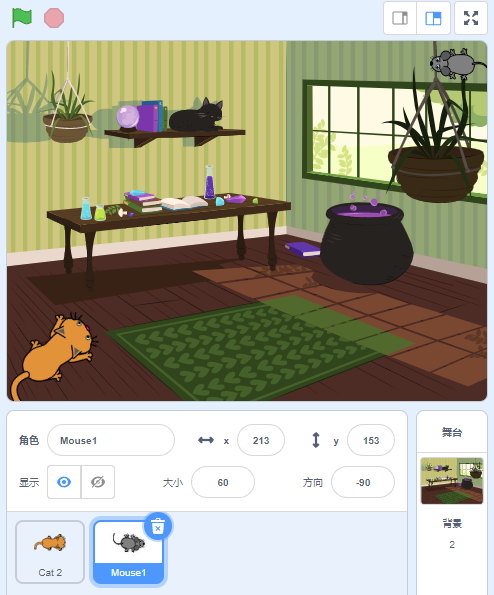 角色 Mouse1 x 213 y 153
显示 大小 60 方向 -90
Cat 2
Mouse1
舞台
背景
2